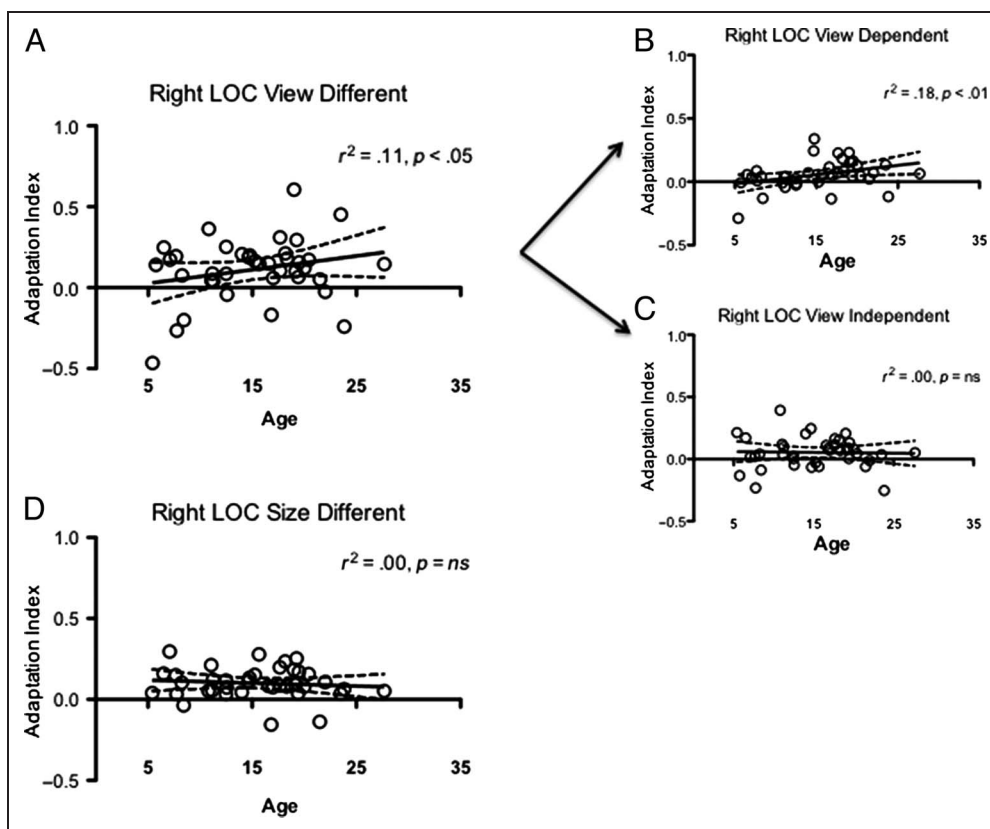 A
Right LOC View Different
r² = .11, p < .05
Adaptation Index
1.0
0.5
0.0
−0.5
5 15 25 35
Age
B
Right LOC View Dependent
r² = .18, p < .01
Adaptation Index
1.0
0.5
0.0
−0.5
5 15 25 35
Age
C
Right LOC View Independent
r² = .00, p = ns
Adaptation Index
1.0
0.5
0.0
−0.5
5 15 25 35
Age
D
Right LOC Size Different
r² = .00, p = ns
Adaptation Index
1.0
0.5
0.0
−0.5
5 15 25 35
Age